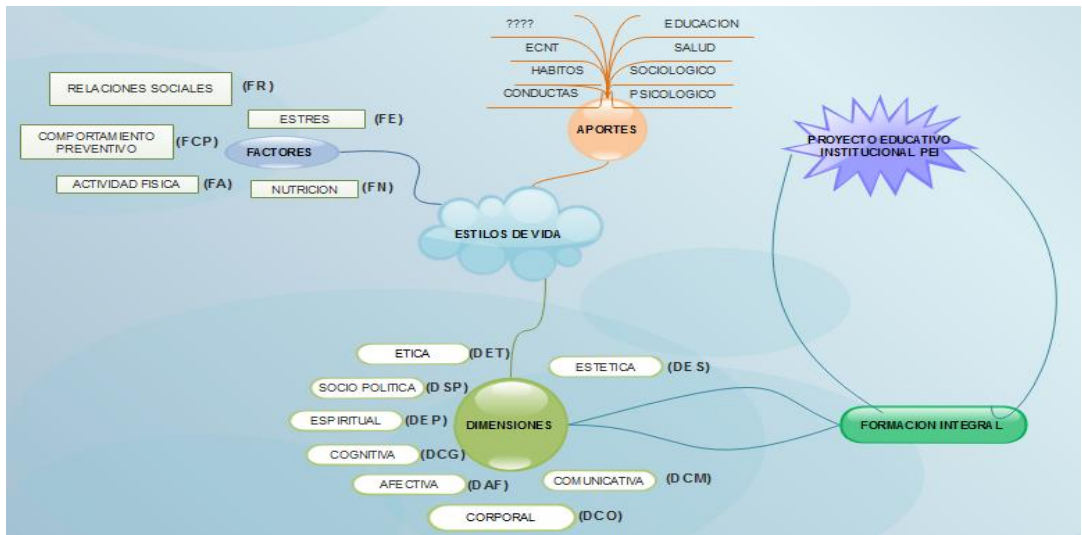 ????
EDUCACION
ECNT
SALUD
HABITOS
SOCIOLOGICO
CONDUCTAS
PSICOLOGICO
APORTES
RELACIONES SOCIALES (FR)
ESTRES (FE)
COMPORTAMIENTO
PREVENTIVO (FCP)
FACTORES
ACTIVIDAD FISICA (FA)
NUTRICION (FN)
PROYECTO EDUCATIVO
INSTITUCIONAL PEI
ESTILOS DE VIDA
ETICA (DET)
ESTETICA (DES)
SOCIO POLITICA (DSP)
ESPIRITUAL (DEP)
DIMENSIONES
FORMACION INTEGRAL
COGNITIVA (DCG)
AFECTIVA (DAF)
COMUNICATIVA (DCM)
CORPORAL (DCO)